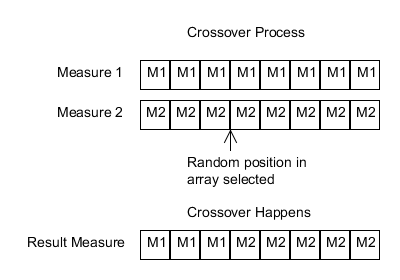 Crossover Process
Measure 1 M1 M1 M1 M1 M1 M1 M1 M1
Measure 2 M2 M2 M2 M2 M2 M2 M2 M2
Random position in
array selected
Crossover Happens
Result Measure M1 M1 M1 M2 M2 M2 M2 M2